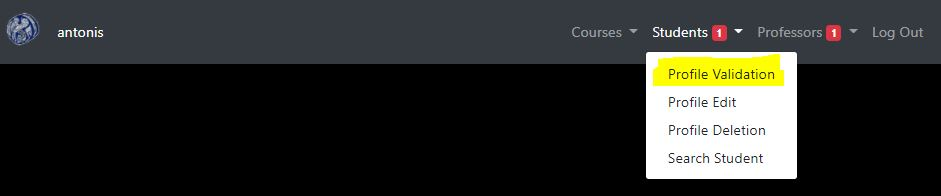 antonis
Courses Students 1 Professors 1 Log Out
Profile Validation
Profile Edit
Profile Deletion
Search Student